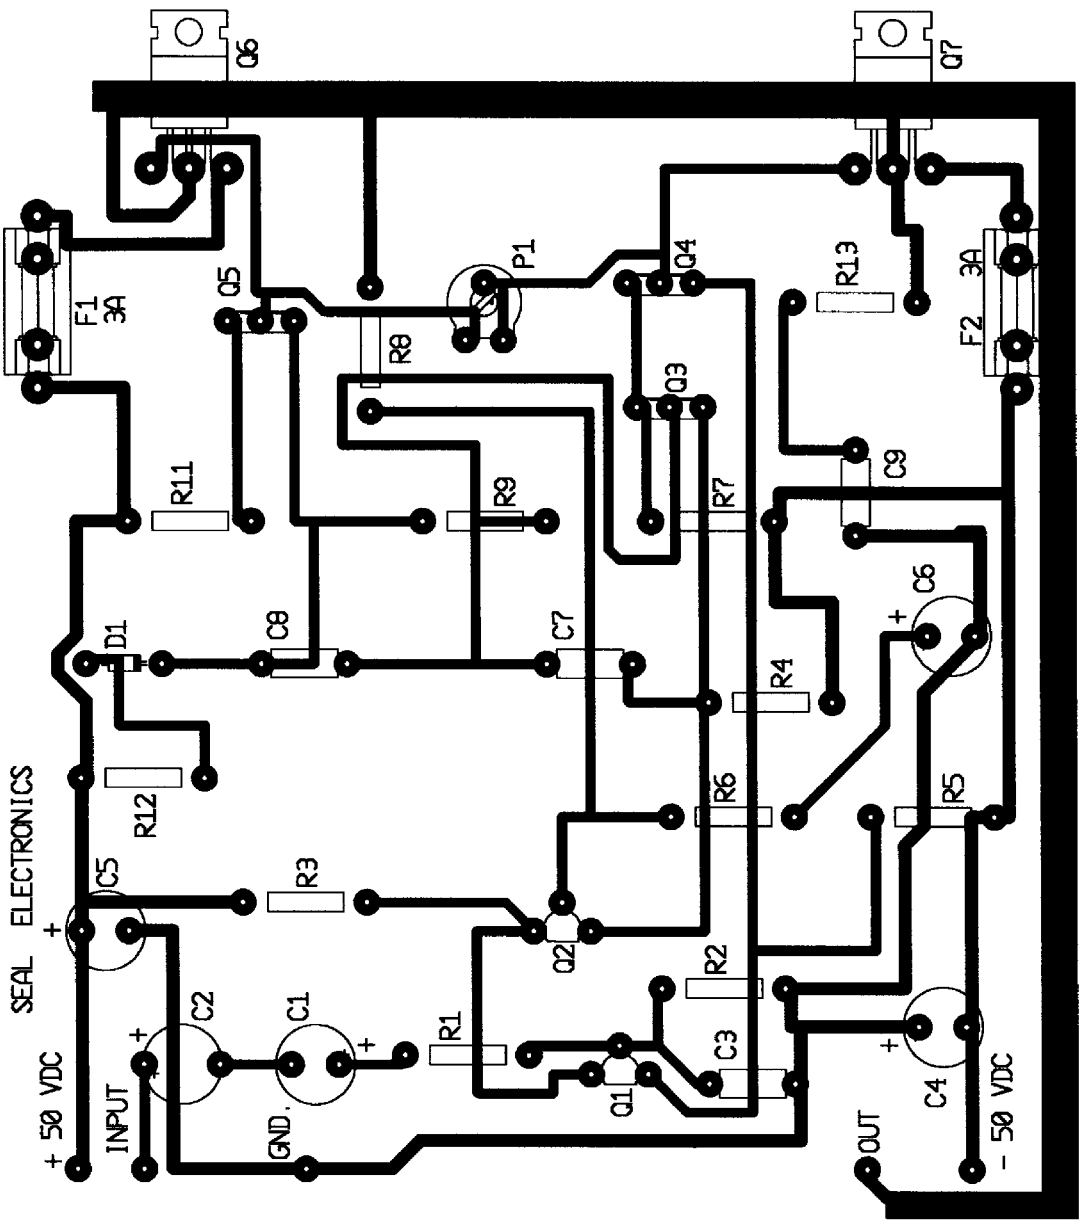 Q6
Q7
F1
3A
Q5
P1
Q4
R13
3A
F2
R8
Q3
R11
R9
R7
C9
D1
C8
C7
R4
C6
+
R12
R6
R5
SEAL ELECTRONICS
C5
+
R3
Q2
R2
C2
+
C1
+
R1
C3
Q1
C4
+
+ 50 VDC
INPUT
GND.
OUT
- 50 VDC